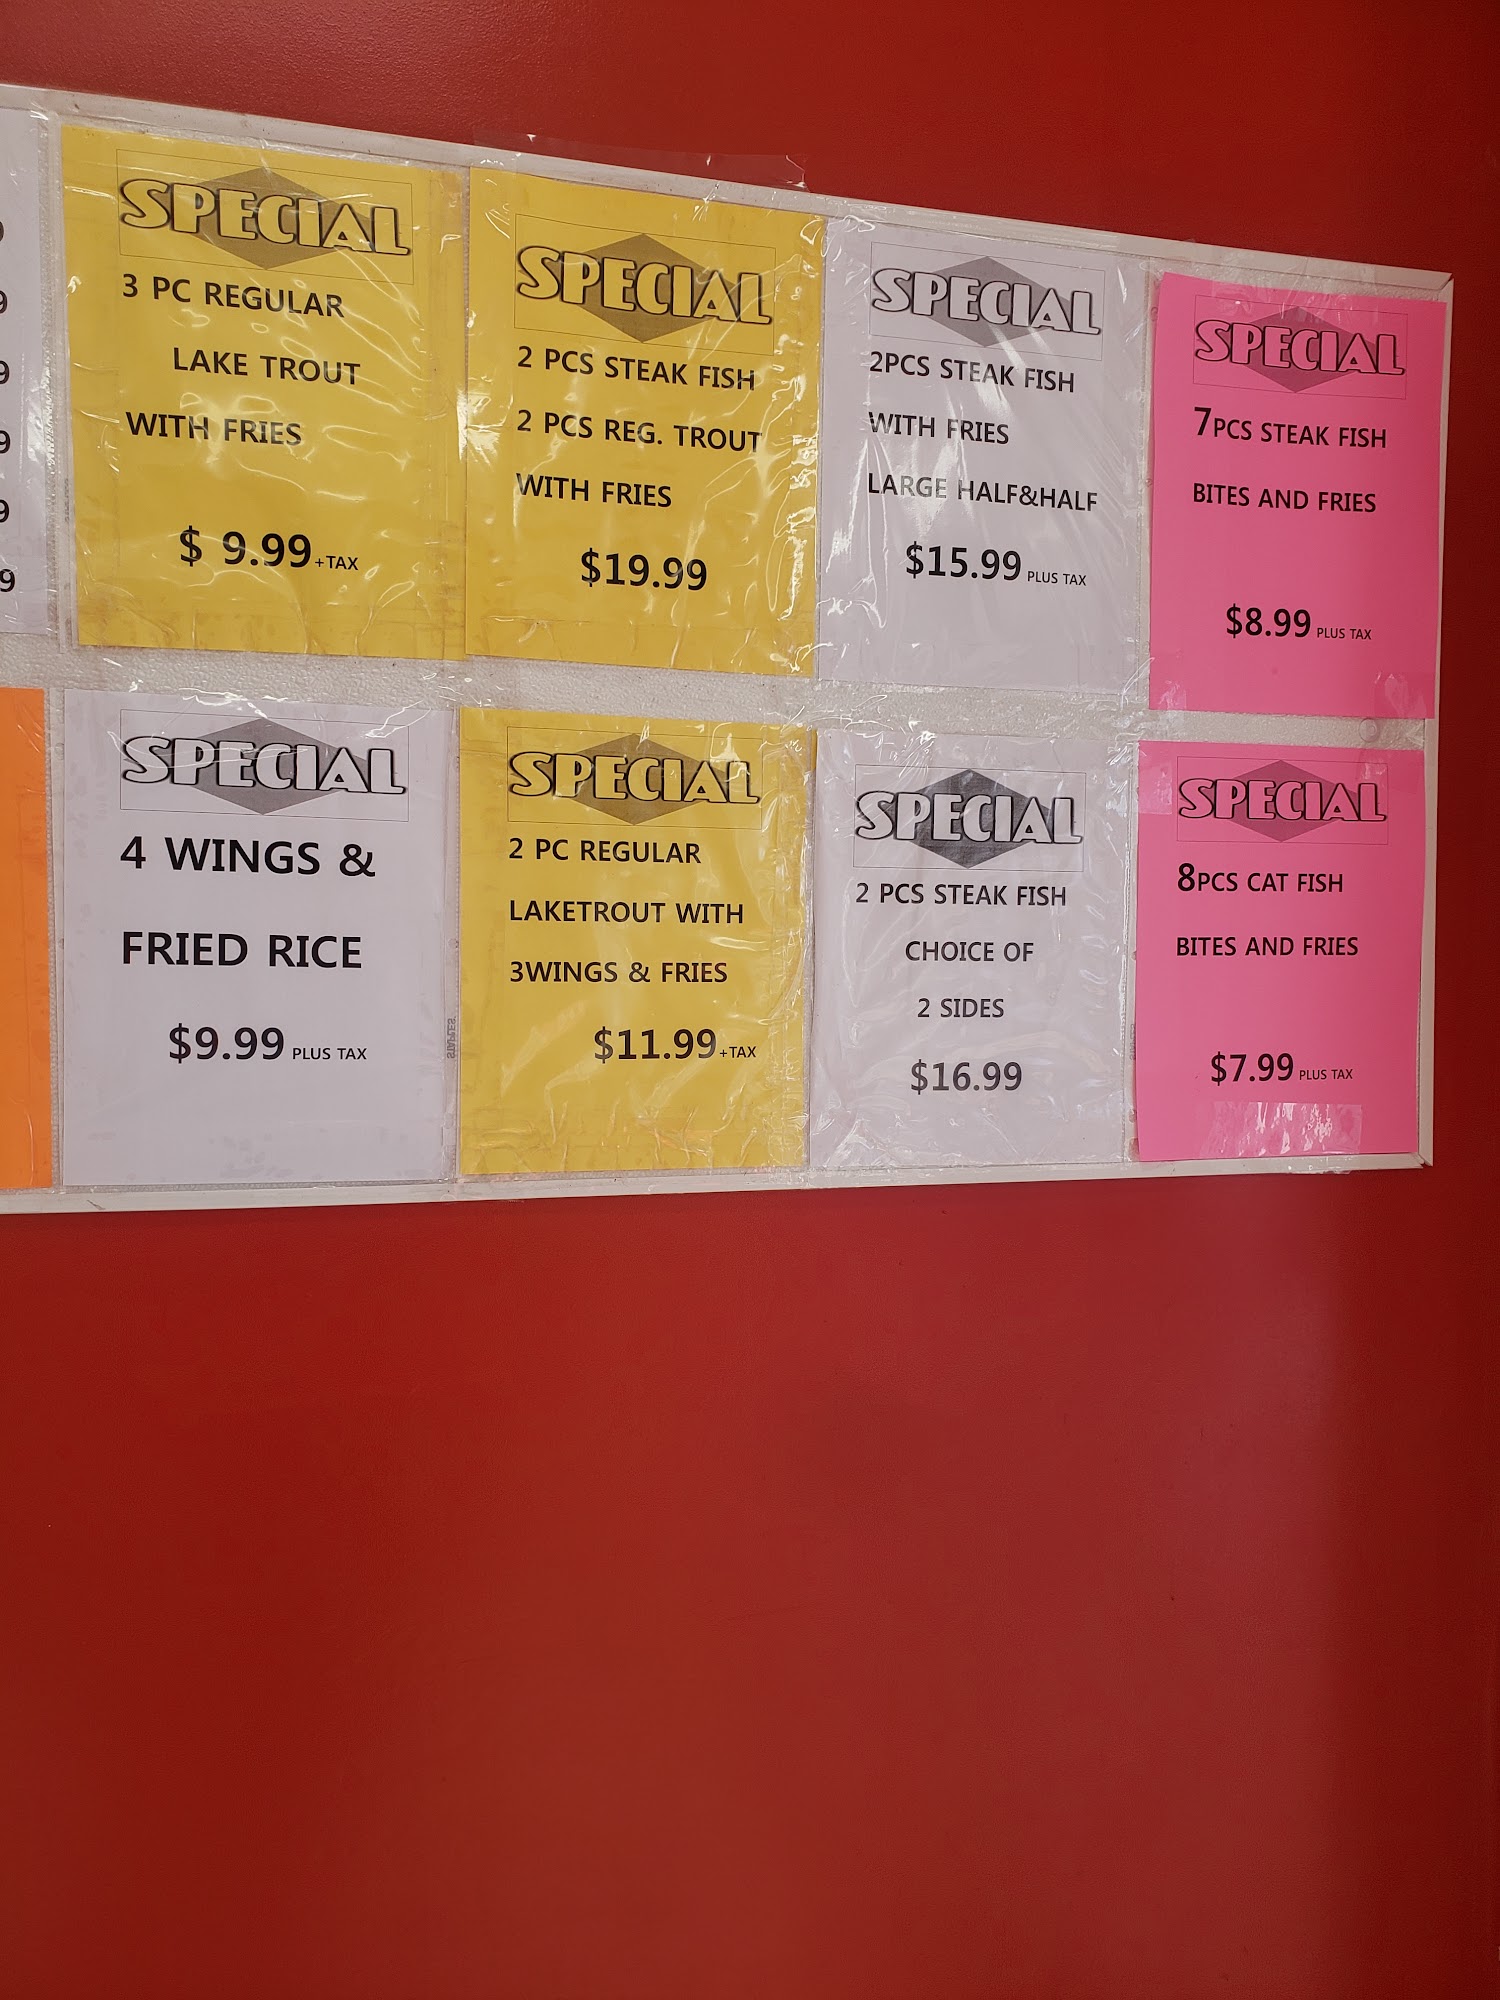 SPECIAL
3 PC REGULAR
LAKE TROUT
WITH FRIES
$ 9.99 +TAX
SPECIAL
2 PCS STEAK FISH
2 PCS REG. TROUT
WITH FRIES
$19.99
SPECIAL
2PCS STEAK FISH
WITH FRIES
LARGE HALF&HALF
$15.99 PLUS TAX
SPECIAL
7PCS STEAK FISH
BITES AND FRIES
$8.99 PLUS TAX
SPECIAL
4 WINGS &
FRIED RICE
$9.99 PLUS TAX
STAPLES
SPECIAL
2 PC REGULAR
LAKETROUT WITH
3WINGS & FRIES
$11.99 +TAX
SPECIAL
2 PCS STEAK FISH
CHOICE OF
2 SIDES
$16.99
SPECIAL
8PCS CAT FISH
BITES AND FRIES
$7.99 PLUS TAX